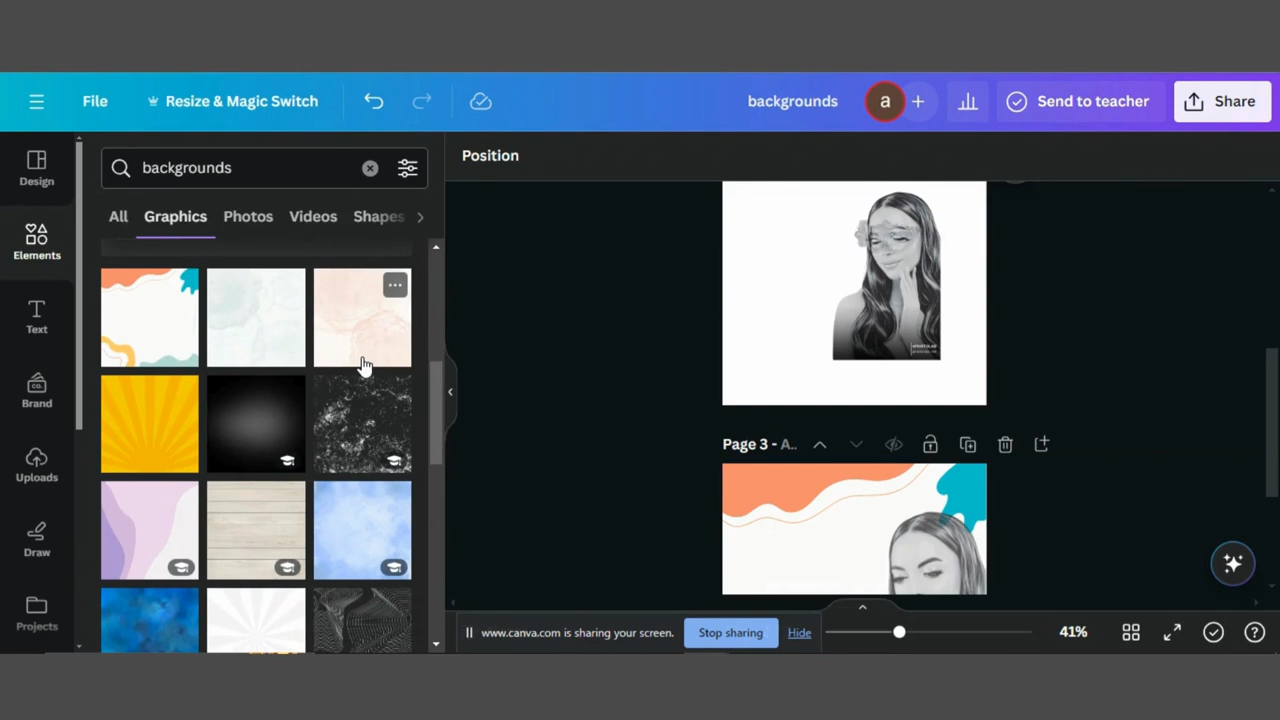 File
Resize & Magic Switch
backgrounds
a
Send to teacher
Share
Design
Elements
Text
Brand
CO.
Uploads
Draw
Projects
backgrounds
All Graphics Photos Videos Shapes
Position
Page 3 - A..
www.canva.com is sharing your screen.
Stop sharing
Hide
41%